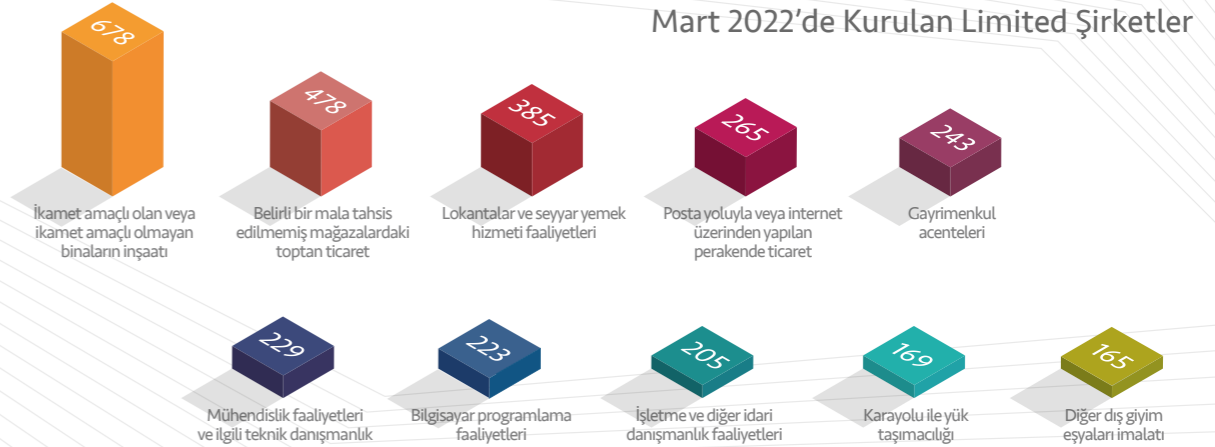 Mart 2022’de Kurulan Limited Şirketler
678
478
385
265
243
İkamet amaçlı olan veya
ikamet amaçlı olmayan
binaların inşaatı
Belirli bir mala tahsis
edilmemiş mağazalardaki
toptan ticaret
Lokantalar ve seyyar yemek
hizmeti faaliyetleri
Posta yoluyla veya internet
üzerinden yapılan
perakende ticaret
Gayrimenkul
acenteleri
229
223
205
169
165
Mühendislik faaliyetleri
ve ilgili teknik danışmanlık
Bilgisayar programlama
faaliyetleri
İşletme ve diğer idari
danışmanlık faaliyetleri
Karayolu ile yük
taşımacılığı
Diğer dış giyim
eşyaları imalatı